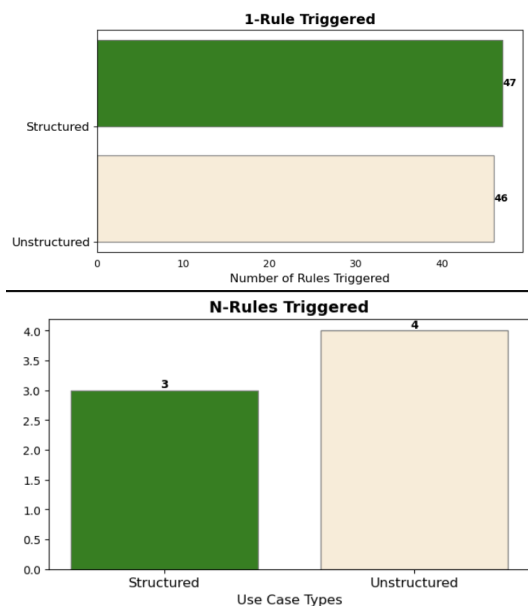 1-Rule Triggered
47
Structured
46
Unstructured
0 10 20 30 40
Number of Rules Triggered
N-Rules Triggered
4
4.0
3.5
3
3.0
2.5
2.0
1.5
1.0
0.5
0.0
Structured Unstructured
Use Case Types